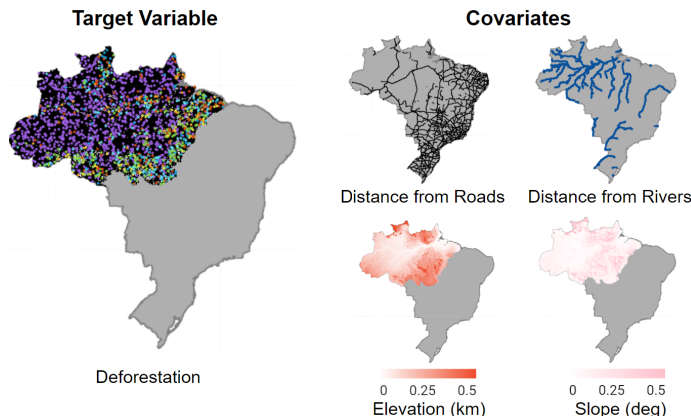 Target Variable
Covariates
Distance from Roads
Distance from Rivers
Deforestation
0 0.25 0.5
Elevation (km)
0 0.25 0.5
Slope (deg)